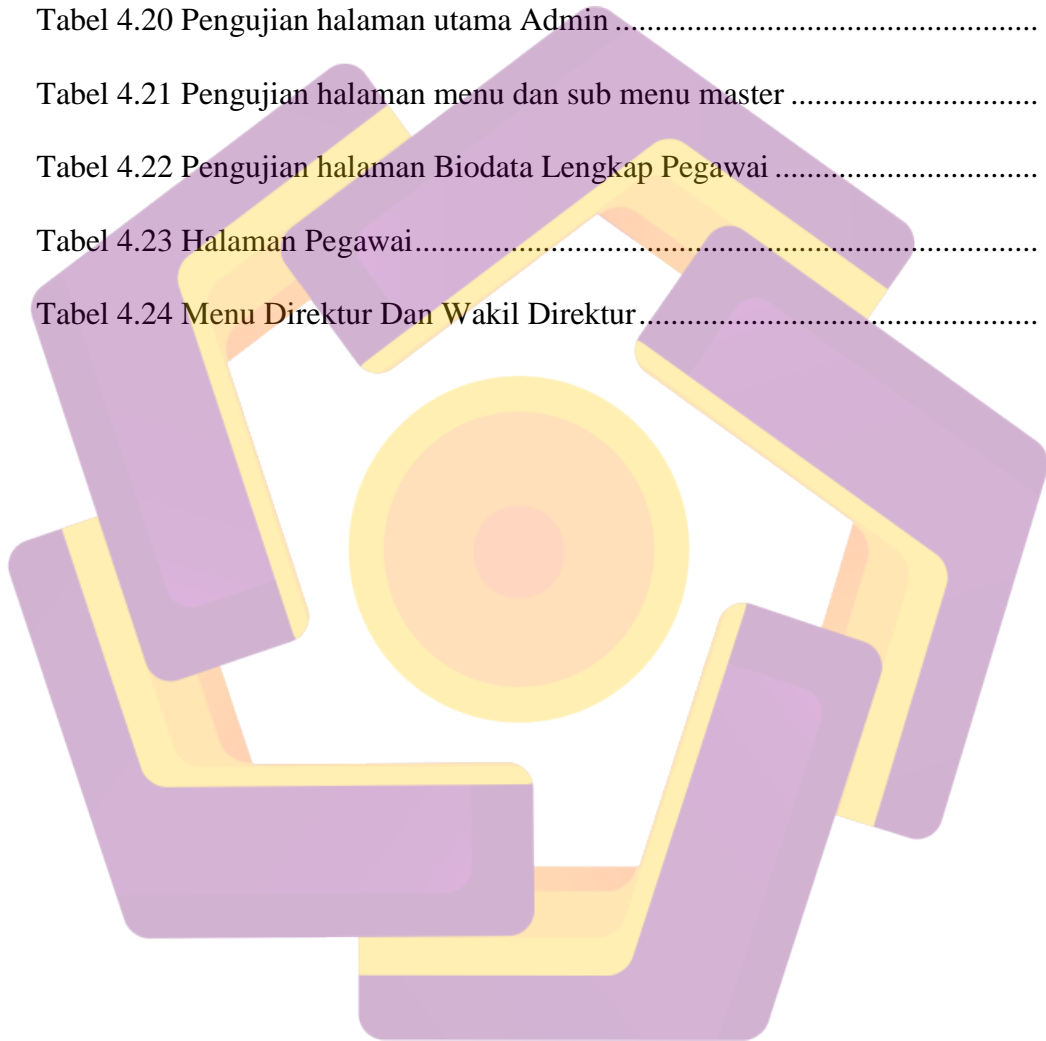 Tabel 4.20 Pengujian halaman utama Admin ....................................................
Tabel 4.21 Pengujian halaman menu dan sub menu master ..............................
Tabel 4.22 Pengujian halaman Biodata Lengkap Pegawai ................................
Tabel 4.23 Halaman Pegawai............................................................................
Tabel 4.24 Menu Direktur Dan Wakil Direktur.................................................